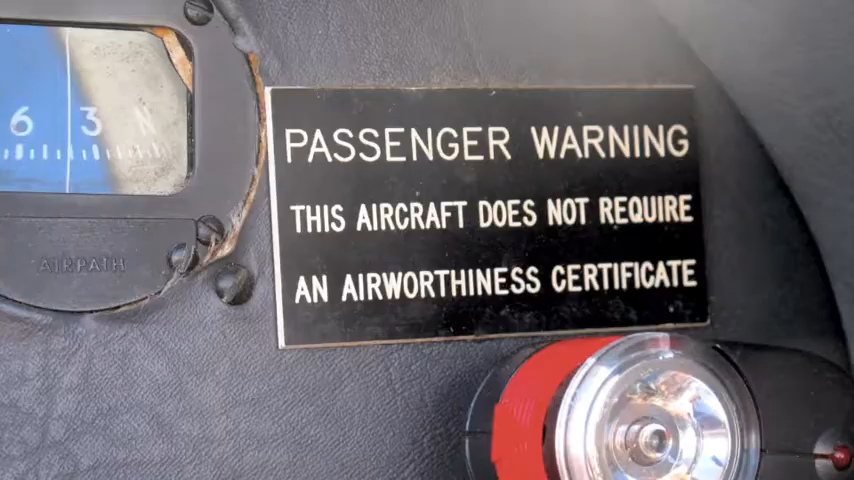 PASSENGER WARNING
THIS AIRCRAFT DOES NOT REQUIRE
AN AIRWORTHINESS CERTIFICATE
6 3 N
AIRPATH